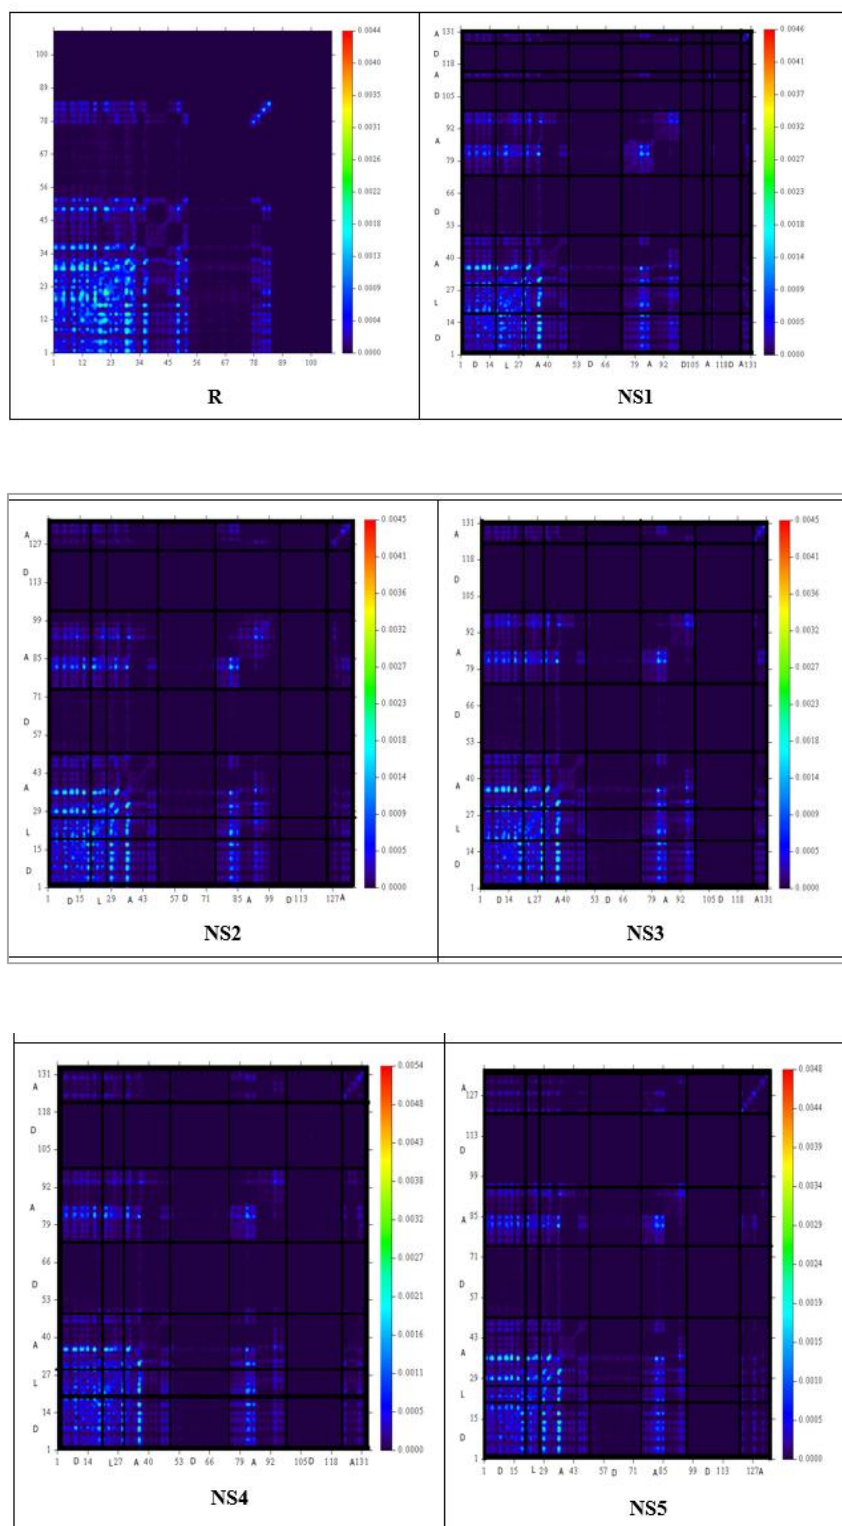 100
89
78
67
56
45
34
23
12
1
1 12 23 34 45 56 67 78 89 100
0.0044
0.0040
0.0035
0.0031
0.0026
0.0022
0.0018
0.0013
0.0009
0.0004
0.0000
R
A 131
D
118
A
D 105
92
A
79
66
D
53
40
A
27
L
14
D
1
1 D 14 L 27 A 40 53 D 66 79 A 92 D105 A 118D A 131
0.0046
0.0041
0.0037
0.0032
0.0028
0.0023
0.0018
0.0014
0.0009
0.0005
0.0000
NS1
A
127
D
113
99
A 85
71
D
57
43
A
29
L
15
D
1
1 D 15 L 29 A 43 57 D 71 85 A 99 D 113 127 A
0.0045
0.0041
0.0036
0.0032
0.0027
0.0023
0.0018
0.0014
0.0009
0.0005
0.0000
NS2
131
A
118
D
105
92
A
79
66
D
53
40
A
27
L
14
D
1
1 D 14 L 27 A 40 53 D 66 79 A 92 105 D 118 A 131
0.0045
0.0041
0.0036
0.0032
0.0027
0.0023
0.0018
0.0014
0.0009
0.0005
0.0000
NS3
131
A
118
D
105
92
A
79
66
D
53
40
A
27
L
14
D
1
1 D 14 L27 A 40 53 D 66 79 A 92 105D 118 A131
0.0054
0.0048
0.0043
0.0038
0.0032
0.0027
0.0021
0.0016
0.0011
0.0005
0.0000
NS4
A
127
113
D
99
A 85
71
D
57
43
A
29
L
15
D
1
1 D 15 L 29 A 43 57 D 71 A85 99 D 113 127A
0.0048
0.0044
0.0039
0.0034
0.0029
0.0024
0.0019
0.0015
0.0010
0.0005
0.0000
NS5